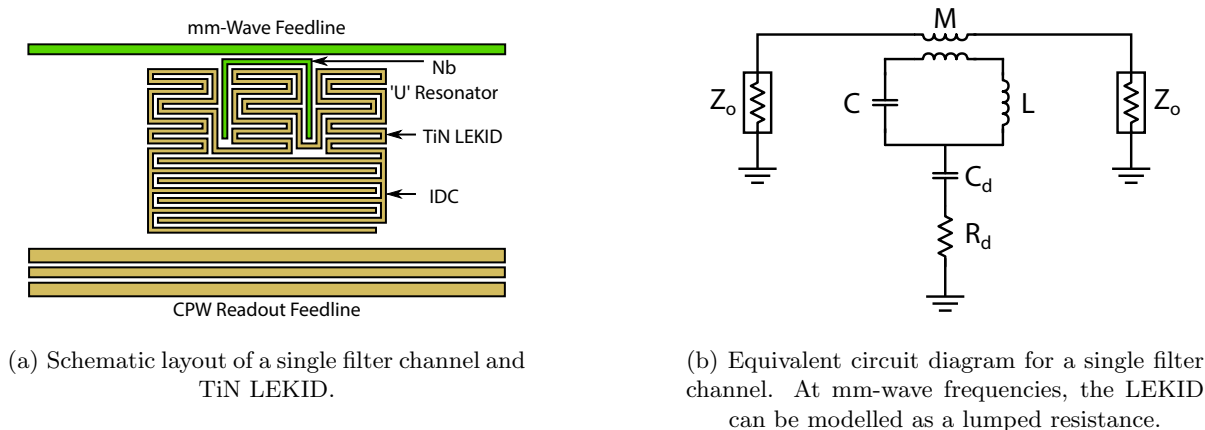 mm-Wave Feedline
Nb
'U' Resonator
TiN LEKID
IDC
CPW Readout Feedline
(a) Schematic layout of a single filter channel and
TiN LEKID.
M
Zo
C
L
Zo
Cd
Rd
(b) Equivalent circuit diagram for a single filter
channel. At mm-wave frequencies, the LEKID
can be modelled as a lumped resistance.